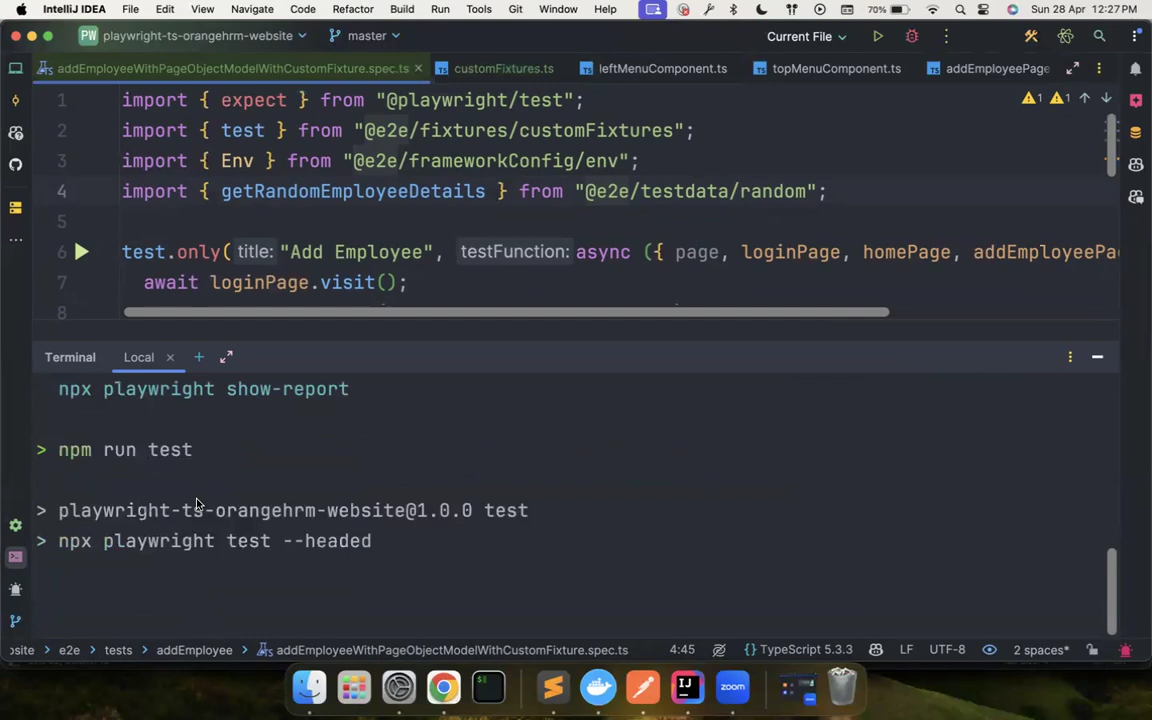 IntelliJ IDEA File Edit View Navigate Code Refactor Build Run Tools Git Window Help 70% Sun 28 Apr 12:27 PM
PW playwright-ts-orangehrm-website master Current File
addEmployeeWithPageObjectModelWithCustomFixture.spec.ts customFixtures.ts leftMenuComponent.ts topMenuComponent.ts addEmployeePage
1 import { expect } from "@playwright/test"; 1 1
2 import { test } from "@e2e/fixtures/customFixtures";
3 import { Env } from "@e2e/frameworkConfig/env";
4 import { getRandomEmployeeDetails } from "@e2e/testdata/random";
5
6 test.only( title: "Add Employee", testFunction: async ({ page, loginPage, homePage, addEmployeePa
7 await loginPage.visit();
8
Terminal Local
npx playwright show-report
> npm run test
> playwright-ts-orangehrm-website@1.0.0 test
> npx playwright test --headed
bsite e2e tests addEmployee addEmployeeWithPageObjectModelWithCustomFixture.spec.ts 4:45 TypeScript 5.3.3 LF UTF-8 2 spaces*
zoom